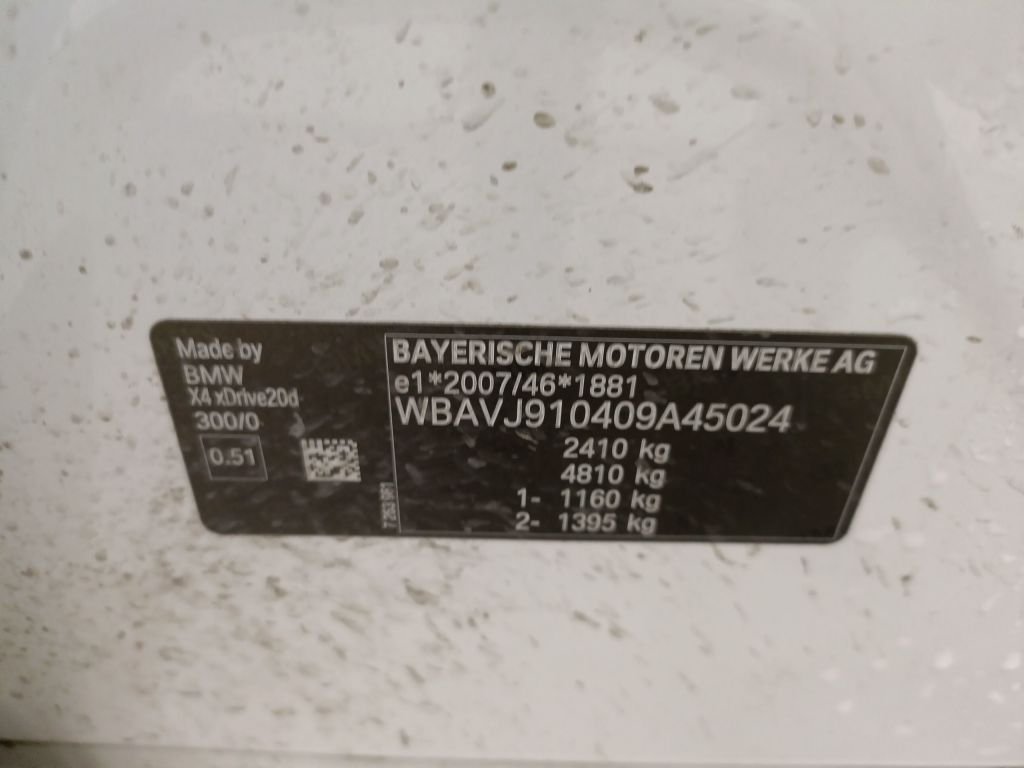 Made by
BMW
X4 xDrive20d
300/0
0.51
BAYERISCHE MOTOREN WERKE AG
e1*2007/46*1881
WBAVJ910409A45024
2410 kg
4810 kg
1- 1160 kg
2- 1395 kg